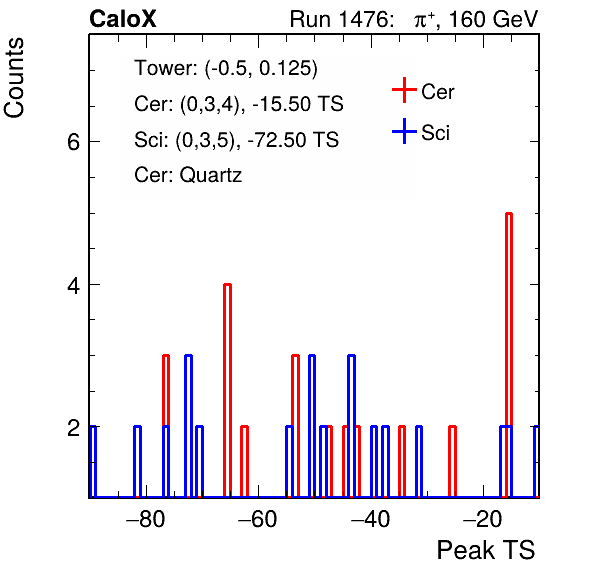 CaloX Run 1476: π+, 160 GeV
Tower: (-0.5, 0.125)
Cer: (0,3,4), -15.50 TS
Sci: (0,3,5), -72.50 TS
Cer: Quartz
Cer
Sci
Counts
6
4
2
−80 −60 −40 −20
Peak TS